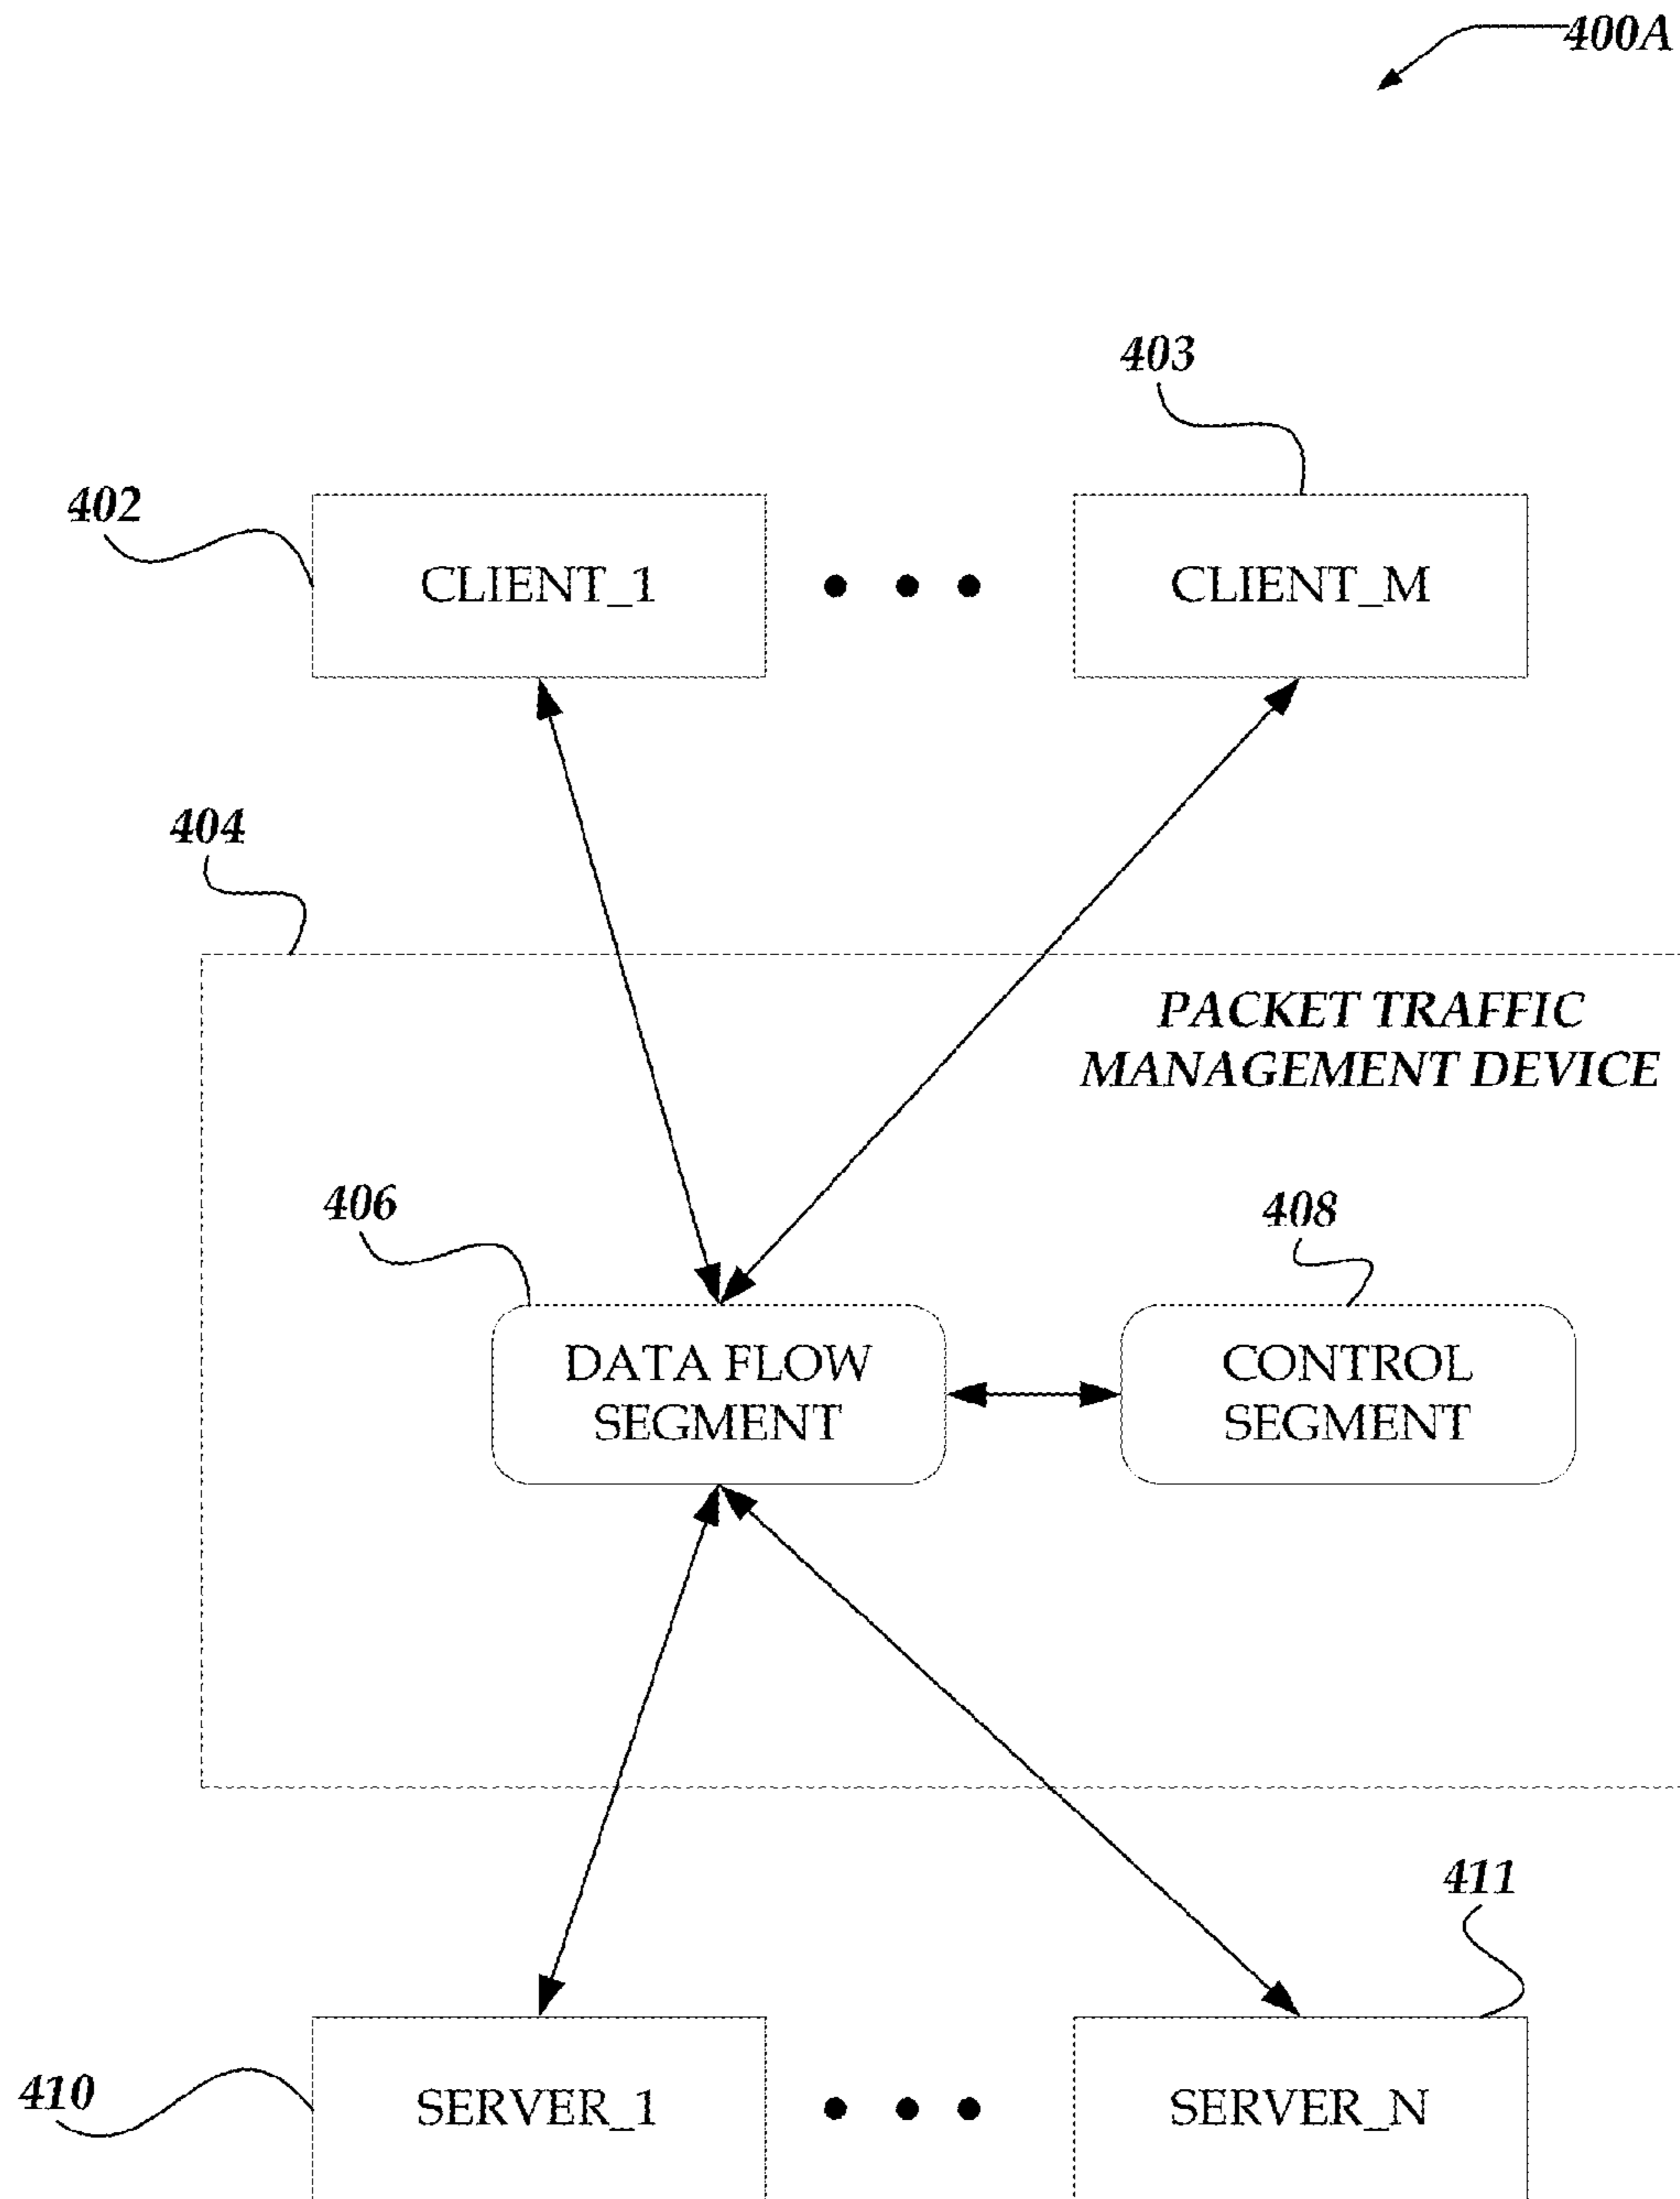 400A
403
402
CLIENT_1
CLIENT_M
404
PACKET TRAFFIC
MANAGEMENT DEVICE
406
408
DATA FLOW
SEGMENT
CONTROL
SEGMENT
411
410
SERVER_1
SERVER_N